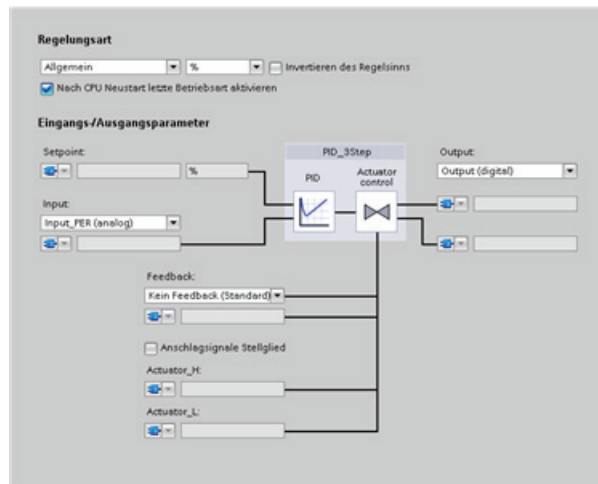 Regelungsart
Allgemein % Invertieren des Regelsinns
Nach CPU Neustart letzte Betriebsart aktivieren
Eingangs-/Ausgangsparameter
Setpoint: PID_3Step Output:
% Output (digital)
PID Actuator control
Input:
Input_PER (analog)
Feedback:
Kein Feedback (Standard)
Anschlagsignale Stellglied
Actuator_H:
Actuator_L: